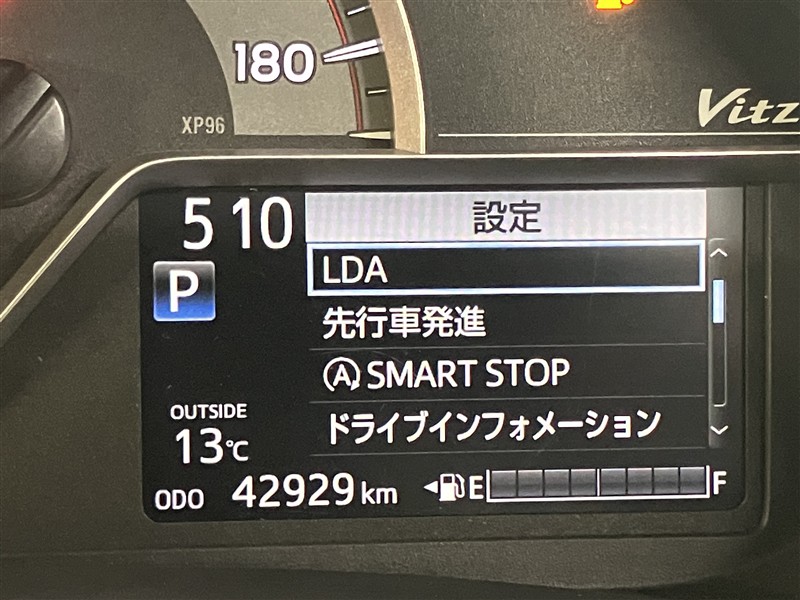 180
XP96
Vitz
5 10
設定
P
LDA
先行車発進
A SMART STOP
ドライブインフォメーション
OUTSIDE
13℃
ODO 42929 km
E F